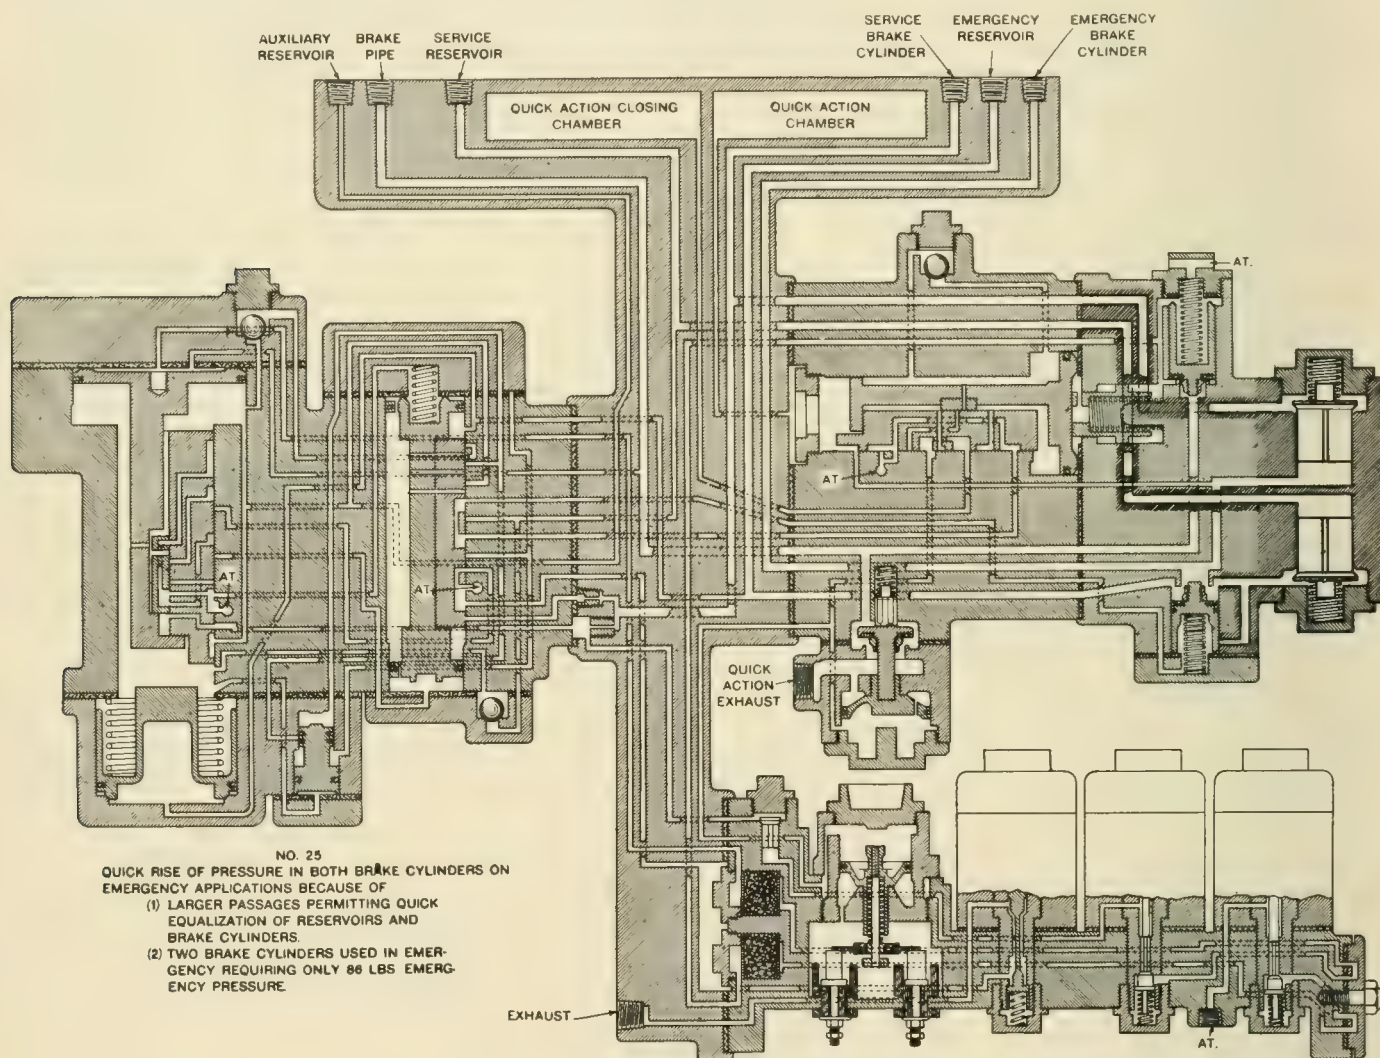 AUXILIARY
RESERVOIR
BRAKE
PIPE
SERVICE
RESERVOIR
SERVICE
BRAKE
CYLINDER
EMERGENCY
RESERVOIR
EMERGENCY
BRAKE
CYLINDER
QUICK ACTION CLOSING
CHAMBER
QUICK ACTION
CHAMBER
AT.
AT
AT
AT.
QUICK
ACTION
EXHAUST
NO. 25
QUICK RISE OF PRESSURE IN BOTH BRAKE CYLINDERS ON
EMERGENCY APPLICATIONS BECAUSE OF
(1) LARGER PASSAGES PERMITTING QUICK
EQUALIZATION OF RESERVOIRS AND
BRAKE CYLINDERS.
(2) TWO BRAKE CYLINDERS USED IN EMER-
GENCY REQUIRING ONLY 86 LBS EMERG-
ENCY PRESSURE
EXHAUST
AT.